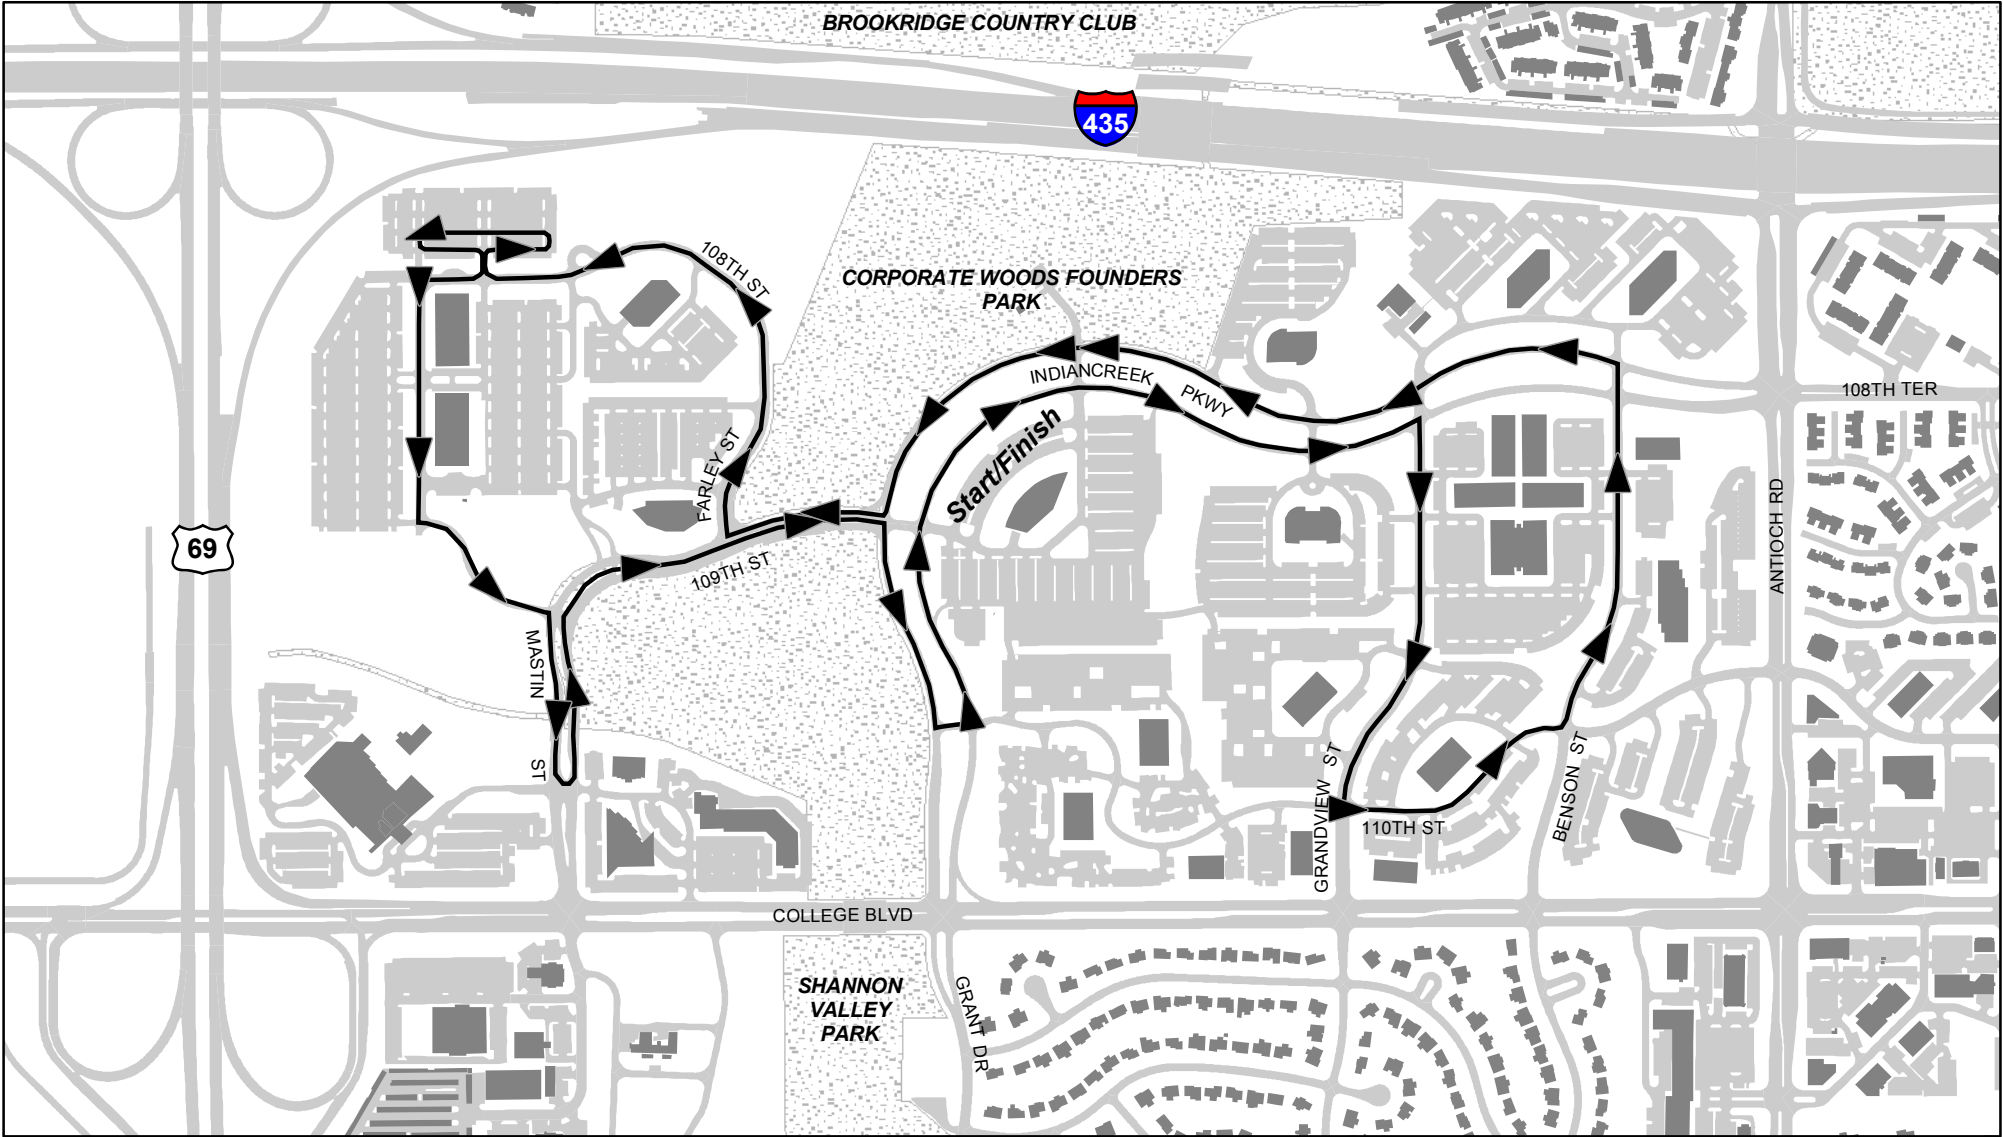 BROOKRIDGE COUNTRY CLUB
435
108TH ST
CORPORATE WOODS FOUNDERS
PARK
INDIANCREEK PKWY
108TH TER
Start/Finish
FARLEY ST
ANTIOCH RD
69
109TH ST
MASTIN ST
GRANDVIEW ST
BENSON ST
110TH ST
COLLEGE BLVD
SHANNON
VALLEY
PARK
GRANT DR